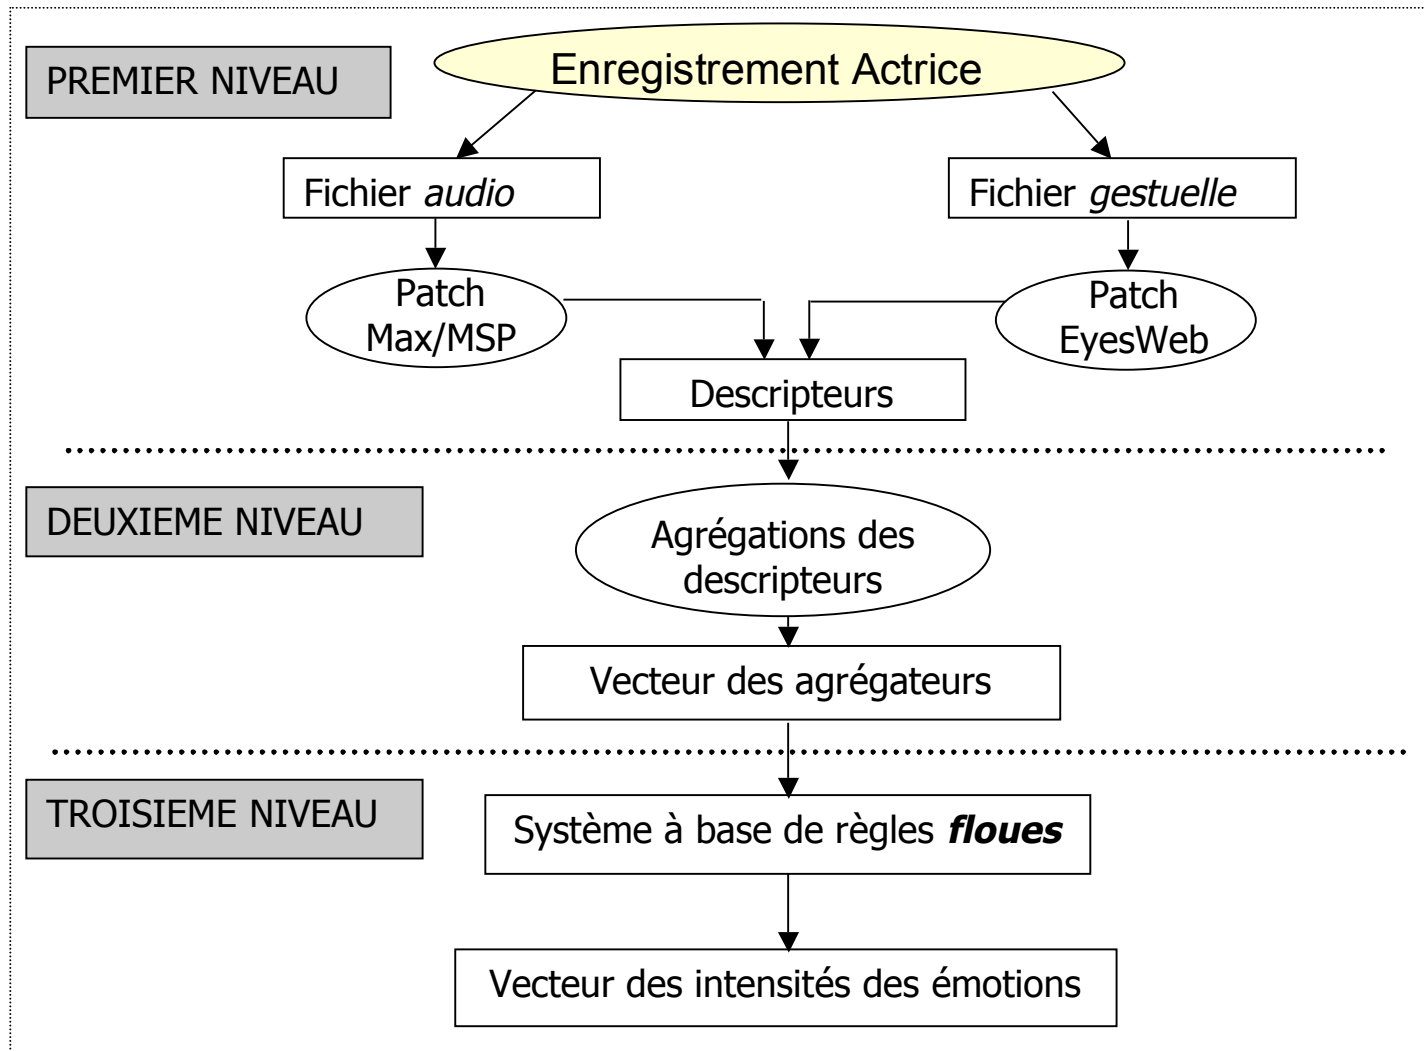 PREMIER NIVEAU
Enregistrement Actrice
Fichier audio
Fichier gestuelle
Patch
Max/MSP
Patch
EyesWeb
Descripteurs
DEUXIEME NIVEAU
Agrégations des
descripteurs
Vecteur des agrégateurs
TROISIEME NIVEAU
Système à base de règles floues
Vecteur des intensités des émotions